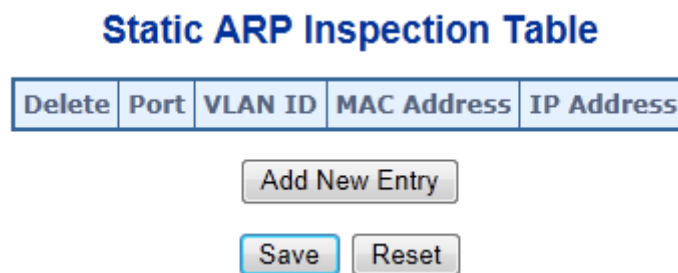 Static ARP Inspection Table
Delete Port VLAN ID MAC Address IP Address
Add New Entry
Save Reset